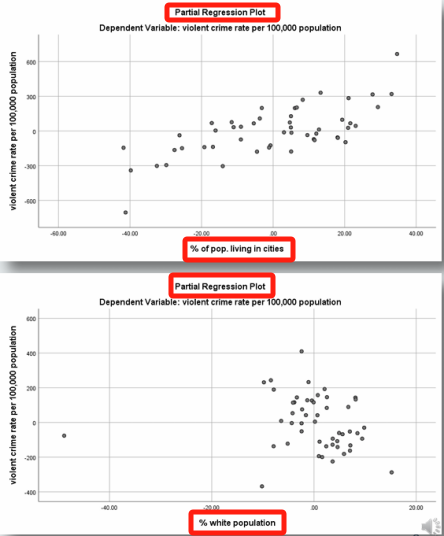 Partial Regression Plot
Dependent Variable: violent crime rate per 100,000 population
violent crime rate per 100,000 population
600
300
0
-300
-600
-60.00 -40.00 -20.00 .00 20.00 40.00
% of pop. living in cities
Partial Regression Plot
Dependent Variable: violent crime rate per 100,000 population
violent crime rate per 100,000 population
600
400
200
0
-200
-400
-40.00 -20.00 .00 20.00
% white population